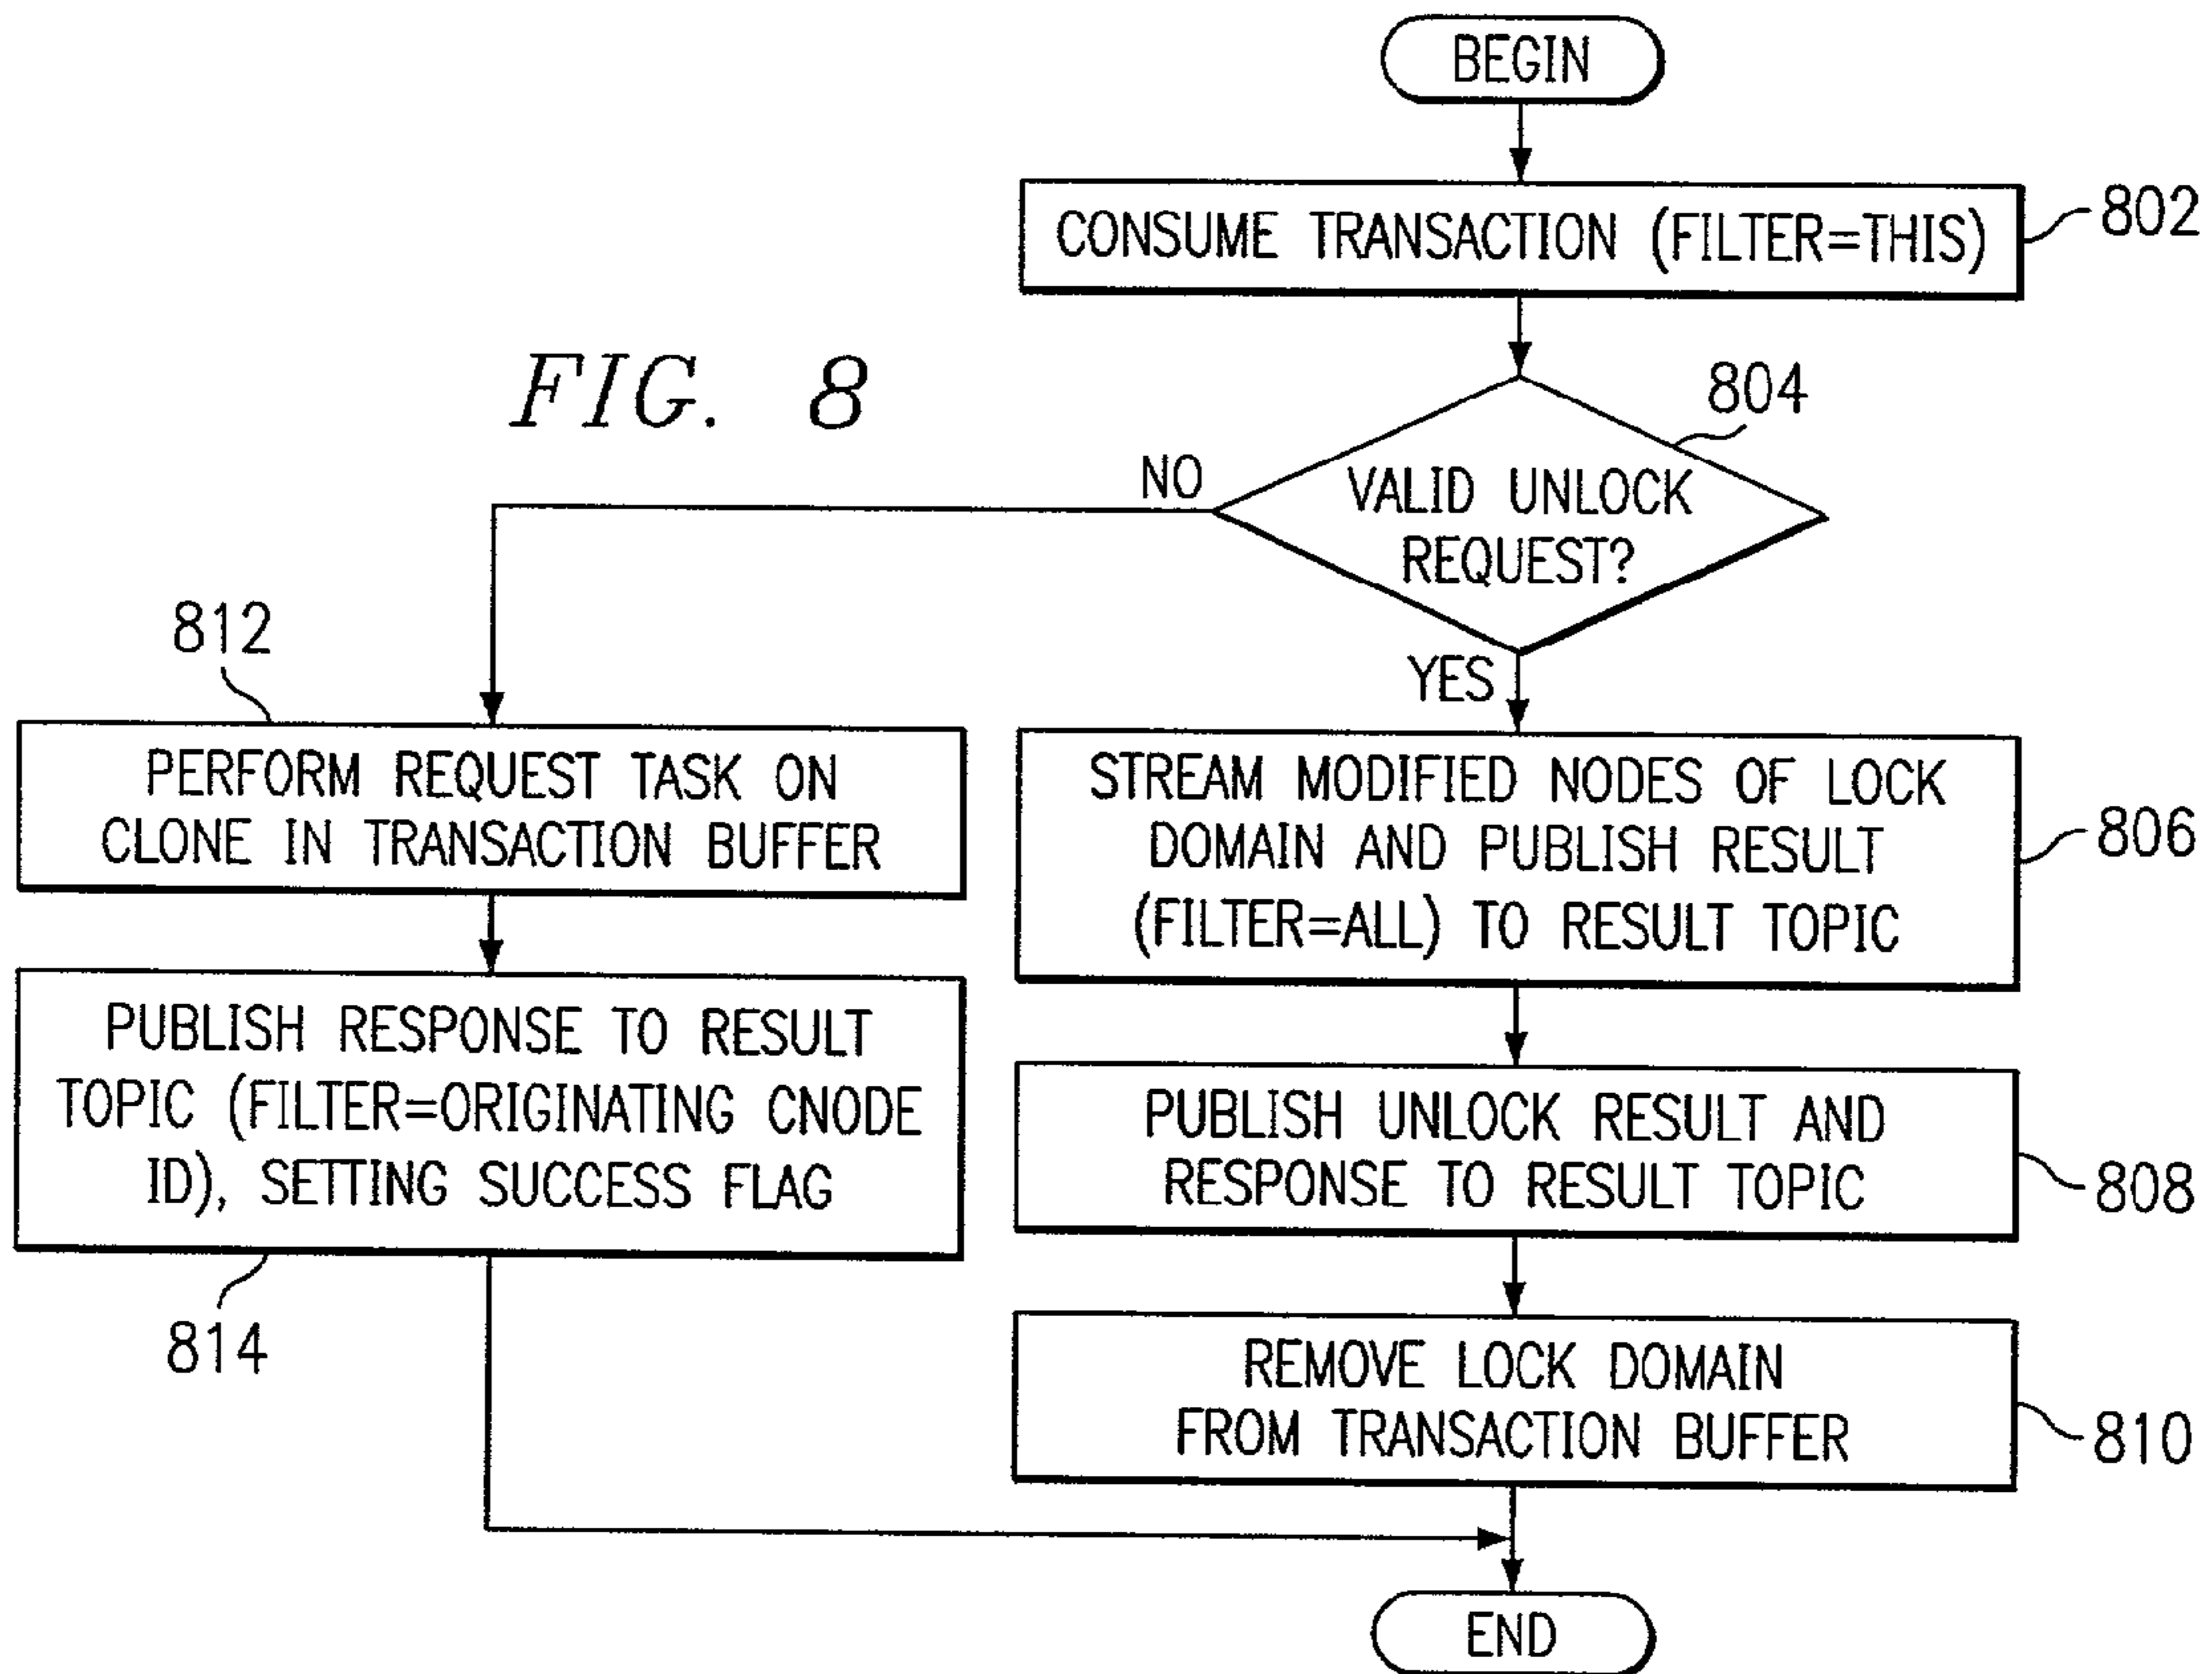 BEGIN
CONSUME TRANSACTION (FILTER=THIS)
802
FIG. 8
804
VALID UNLOCK
REQUEST?
NO
YES
812
PERFORM REQUEST TASK ON
CLONE IN TRANSACTION BUFFER
PUBLISH RESPONSE TO RESULT
TOPIC (FILTER=ORIGINATING CNODE
ID), SETTING SUCCESS FLAG
814
STREAM MODIFIED NODES OF LOCK
DOMAIN AND PUBLISH RESULT
(FILTER=ALL) TO RESULT TOPIC
806
PUBLISH UNLOCK RESULT AND
RESPONSE TO RESULT TOPIC
808
REMOVE LOCK DOMAIN
FROM TRANSACTION BUFFER
810
END